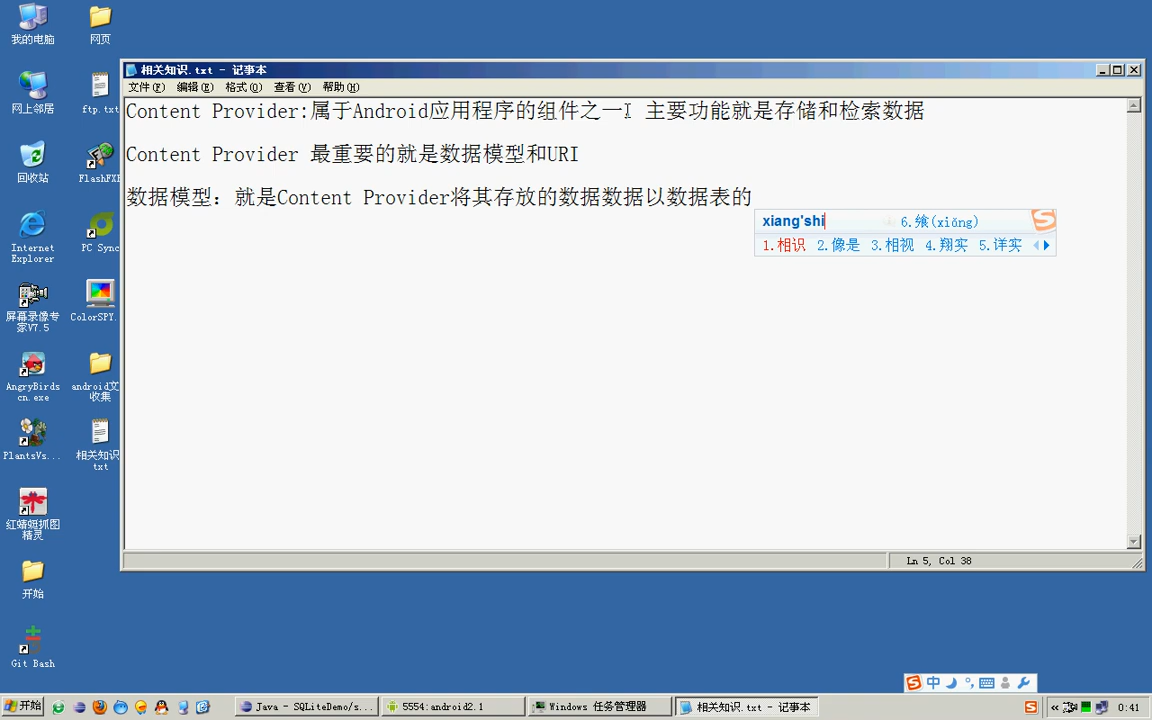 我的电脑
网页
网上邻居
ftp.txt
回收站
FlashFXP
Internet Explorer
PC Sync
屏幕录像专家V7.5
ColorSPY.
AngryBirds cn.exe
android文收集
PlantsVs...
相关知识 txt
红蜻蜓抓图精灵
开始
Git Bash
相关知识.txt - 记事本
文件(F) 编辑(E) 格式(O) 查看(V) 帮助(H)
Content Provider:属于Android应用程序的组件之一 主要功能就是存储和检索数据
Content Provider 最重要的就是数据模型和URI
数据模型：就是Content Provider将其存放的数据数据以数据表的
xiang'shi 6.饗(xiǎng)
1.相识 2.像是 3.相视 4.翔实 5.详实
Ln 5, Col 38
中
开始 Java - SQLiteDemo/s... 5554:android2.1 Windows 任务管理器 相关知识.txt - 记事本 0:41